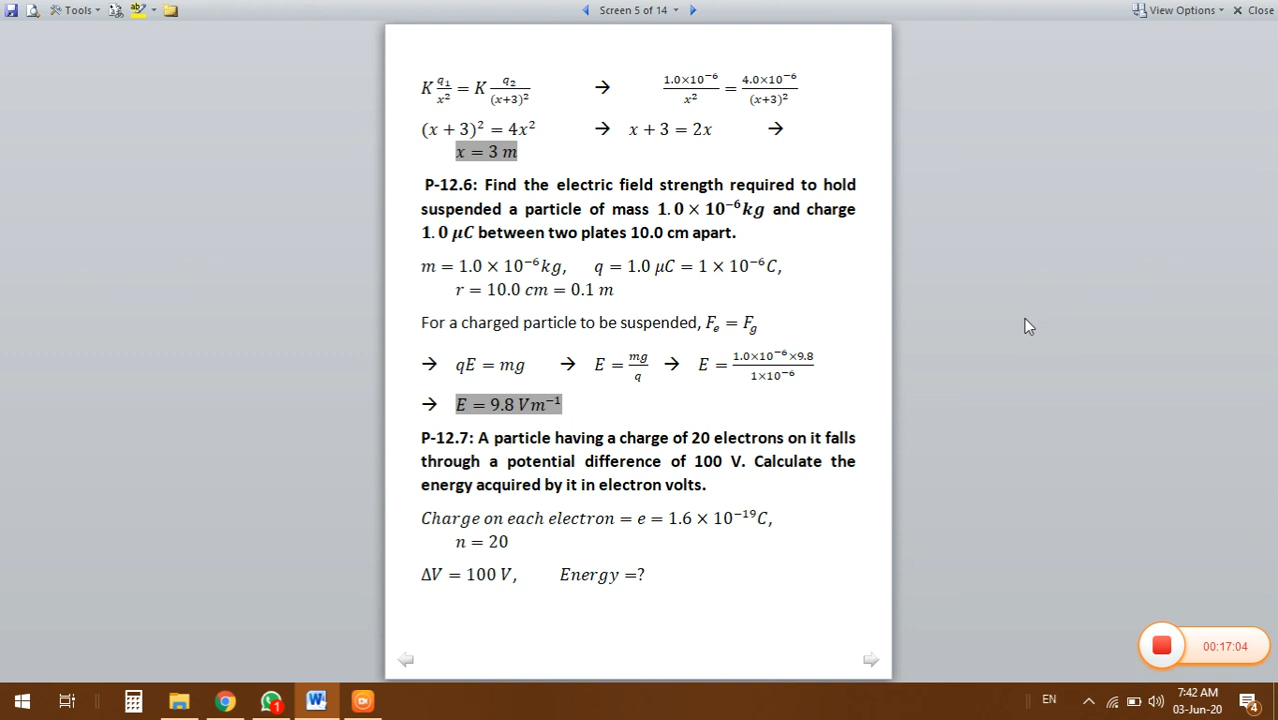 Tools
Screen 5 of 14
View Options
Close
K q₁/x² = K q₂/(x+3)² → 1.0×10⁻⁶/x² = 4.0×10⁻⁶/(x+3)²
(x + 3)² = 4x² → x + 3 = 2x →
x = 3 m
P-12.6: Find the electric field strength required to hold
suspended a particle of mass 1.0 × 10⁻⁶kg and charge
1.0 μC between two plates 10.0 cm apart.
m = 1.0 × 10⁻⁶kg, q = 1.0 μC = 1 × 10⁻⁶C,
r = 10.0 cm = 0.1 m
For a charged particle to be suspended, Fₑ = F_g
→ qE = mg → E = mg/q → E = 1.0×10⁻⁶×9.8/1×10⁻⁶
→ E = 9.8 Vm⁻¹
P-12.7: A particle having a charge of 20 electrons on it falls
through a potential difference of 100 V. Calculate the
energy acquired by it in electron volts.
Charge on each electron = e = 1.6 × 10⁻¹⁹C,
n = 20
ΔV = 100 V, Energy =?
00:17:04
1
EN
7:42 AM
03-Jun-20
4